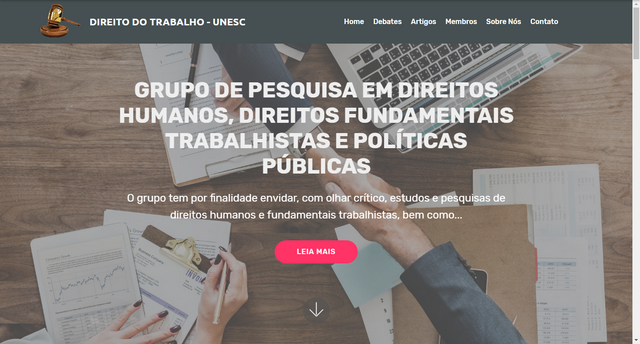 DIREITO DO TRABALHO - UNESC
Home Debates Artigos Membros Sobre Nós Contato
GRUPO DE PESQUISA EM DIREITOS
HUMANOS, DIREITOS FUNDAMENTAIS
TRABALHISTAS E POLÍTICAS
PÚBLICAS
O grupo tem por finalidade envidar, com olhar crítico, estudos e pesquisas de
direitos humanos e fundamentais trabalhistas, bem como...
LEIA MAIS